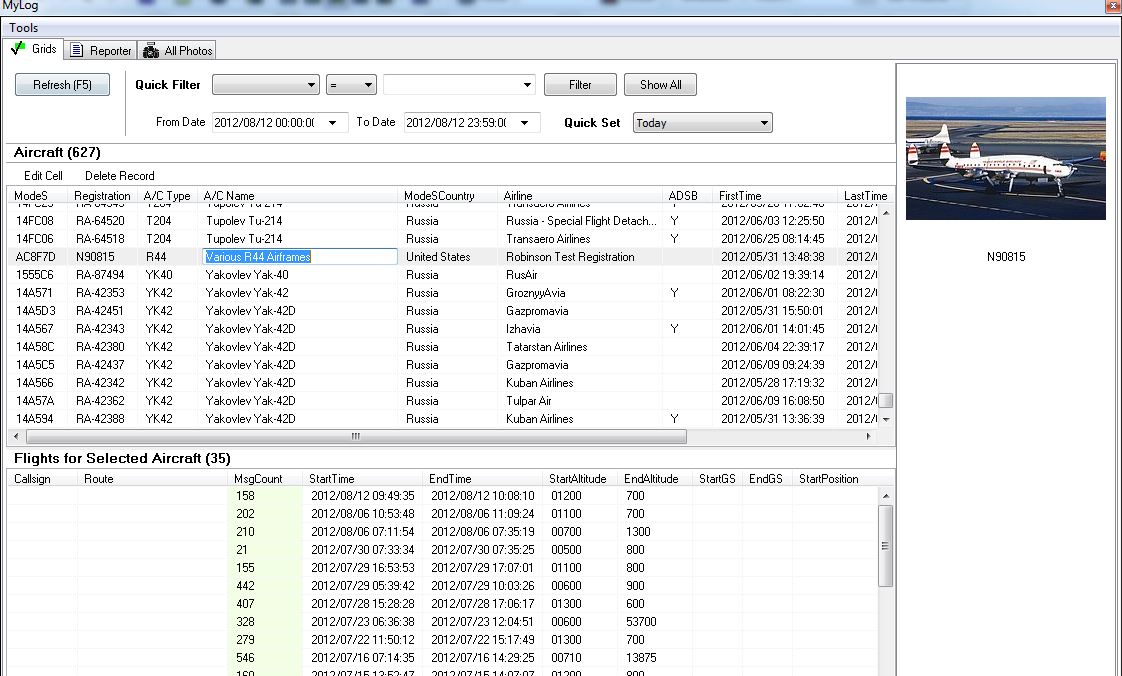 MyLog
Tools
Grids Reporter All Photos
Refresh (F5) Quick Filter = Filter Show All
From Date 2012/08/12 00:00:0 To Date 2012/08/12 23:59:0 Quick Set Today
Aircraft (627)
Edit Cell Delete Record
ModeS Registration A/C Type A/C Name ModeSCountry Airline ADSB FirstTime LastTime
14FC08 RA-64520 T204 Tupolev Tu-214 Russia Russia - Special Flight Detach... Y 2012/06/03 12:25:50 2012/
14FC06 RA-64518 T204 Tupolev Tu-214 Russia Transaero Airlines Y 2012/06/25 08:14:45 2012/
AC8F7D N90815 R44 Various R44 Airframes United States Robinson Test Registration 2012/05/31 13:48:38 2012/ N90815
1555C6 RA-87494 YK40 Yakovlev Yak-40 Russia RusAir 2012/06/02 19:39:14 2012/
14A571 RA-42353 YK42 Yakovlev Yak-42 Russia GroznyyAvia Y 2012/06/01 08:22:30 2012/
14A5D3 RA-42451 YK42 Yakovlev Yak-42D Russia Gazpromavia 2012/05/31 15:50:01 2012/
14A567 RA-42343 YK42 Yakovlev Yak-42D Russia Izhavia Y 2012/06/01 14:01:45 2012/
14A58C RA-42380 YK42 Yakovlev Yak-42D Russia Tatarstan Airlines 2012/06/04 22:39:17 2012/
14A5C5 RA-42437 YK42 Yakovlev Yak-42D Russia Gazpromavia 2012/06/09 09:24:39 2012/
14A566 RA-42342 YK42 Yakovlev Yak-42D Russia Kuban Airlines 2012/05/28 17:19:32 2012/
14A57A RA-42362 YK42 Yakovlev Yak-42D Russia Tulpar Air 2012/06/09 16:08:50 2012/
14A594 RA-42388 YK42 Yakovlev Yak-42D Russia Kuban Airlines Y 2012/05/31 13:36:39 2012/
Flights for Selected Aircraft (35)
Callsign Route MsgCount StartTime EndTime StartAltitude EndAltitude StartGS EndGS StartPosition
158 2012/08/12 09:49:35 2012/08/12 10:08:10 01200 700
202 2012/08/06 10:53:48 2012/08/06 11:09:24 01100 700
210 2012/08/06 07:11:54 2012/08/06 07:35:19 00700 1300
21 2012/07/30 07:33:34 2012/07/30 07:35:25 00500 800
155 2012/07/29 16:53:53 2012/07/29 17:07:01 01100 800
442 2012/07/29 05:39:42 2012/07/29 10:03:26 00600 900
407 2012/07/28 15:28:28 2012/07/28 17:06:17 01300 600
328 2012/07/23 06:36:38 2012/07/23 12:04:51 00600 53700
279 2012/07/22 11:50:12 2012/07/22 15:17:49 01300 700
546 2012/07/16 07:14:35 2012/07/16 14:29:25 00710 13875